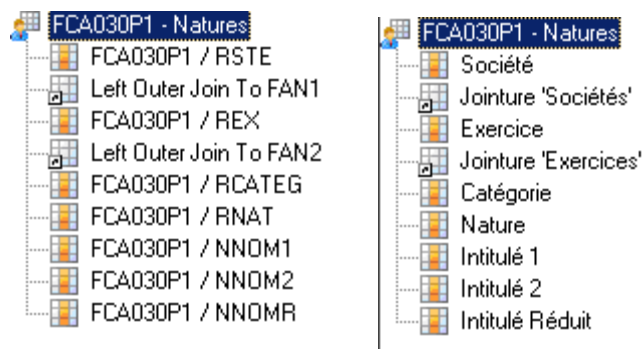 FCA030P1 - Natures
FCA030P1 / RSTE
Left Outer Join To FAN1
FCA030P1 / REX
Left Outer Join To FAN2
FCA030P1 / RCATEG
FCA030P1 / RNAT
FCA030P1 / NNOM1
FCA030P1 / NNOM2
FCA030P1 / NNOMR
FCA030P1 - Natures
Société
Jointure 'Sociétés'
Exercice
Jointure 'Exercices'
Catégorie
Nature
Intitulé 1
Intitulé 2
Intitulé Réduit